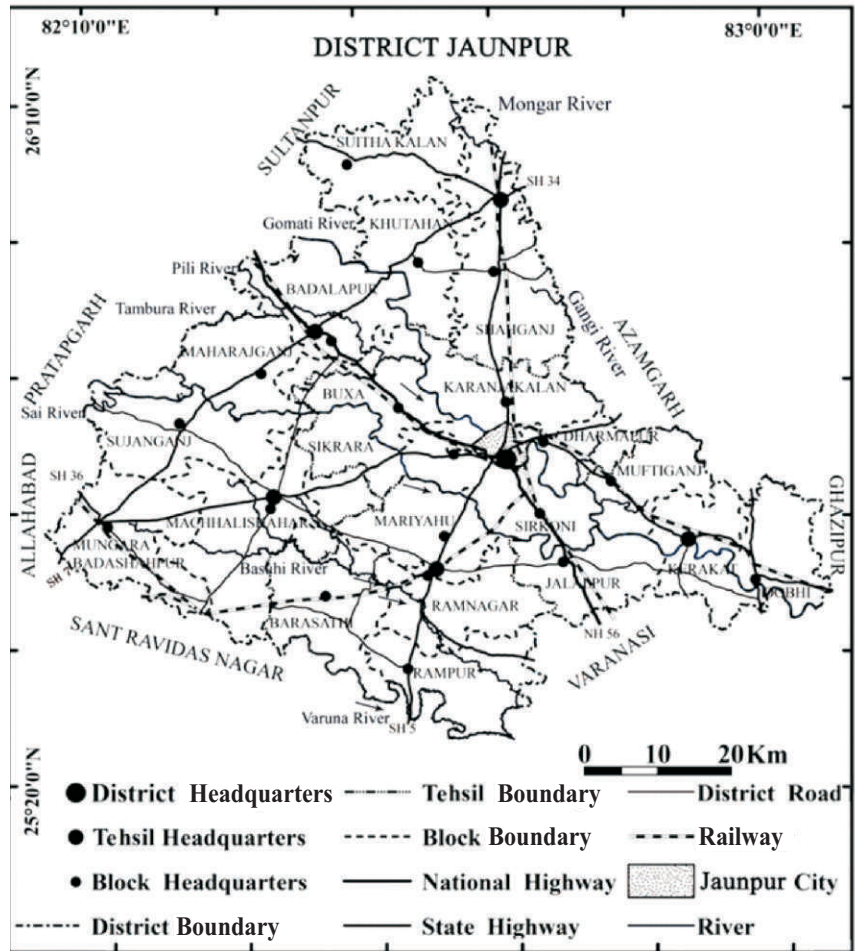 82°10'0"E
83°0'0"E
DISTRICT JAUNPUR
26°10'0"N
Mongar River
SULTANPUR
SUITHA KALAN
SH 34
Gomati River
KHUTAHAN
Pili River
BADALAPUR
Tambura River
SHAHGANJ
Gangi River
AZAMGARH
PRATAPGARH
MAHARAJGANJ
BUXA
KARANJAKALAN
Sai River
SUJANGANJ
SIKRARA
DHARMAPUR
MUFTIGANJ
SH 36
ALLAHABAD
MACHHALISHAHAR
MARIYAHU
SIRKONI
GHAZIPUR
MUNGARA
BADASHAHPUR
Basuhi River
JALALPUR
KERAKAT
DOBHI
RAMNAGAR
BARASATHI
SANT RAVIDAS NAGAR
NH 56
VARANASI
RAMPUR
Varuna River
SH 5
25°20'0"N
0 10 20 Km
District Headquarters
Tehsil Boundary
District Road
Tehsil Headquarters
Block Boundary
Railway
Block Headquarters
National Highway
Jaunpur City
District Boundary
State Highway
River